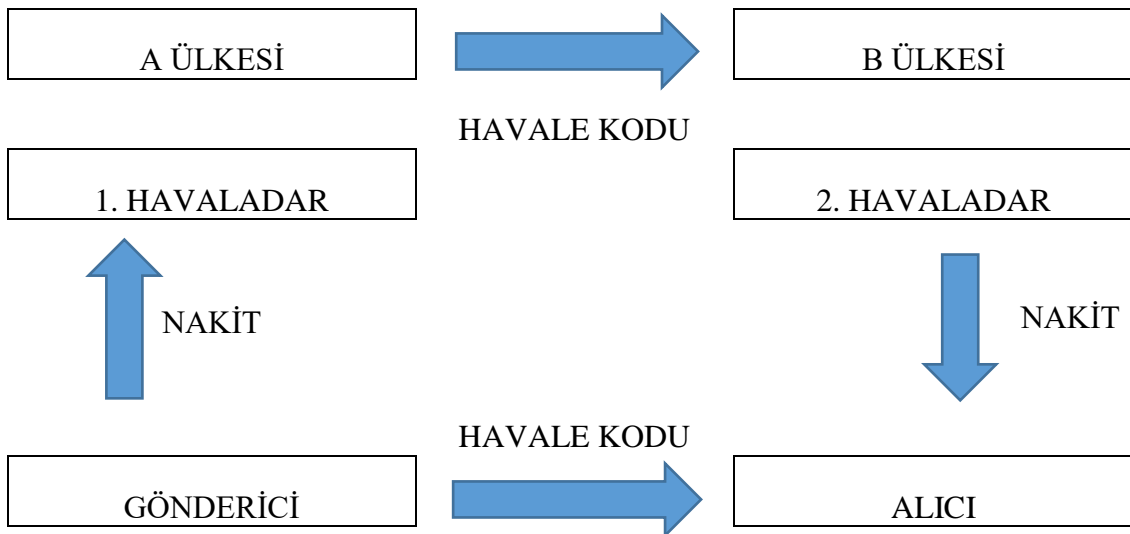 A ÜLKESİ
B ÜLKESİ
HAVALE KODU
1. HAVALADAR
2. HAVALADAR
NAKİT
NAKİT
HAVALE KODU
GÖNDERİCİ
ALICI